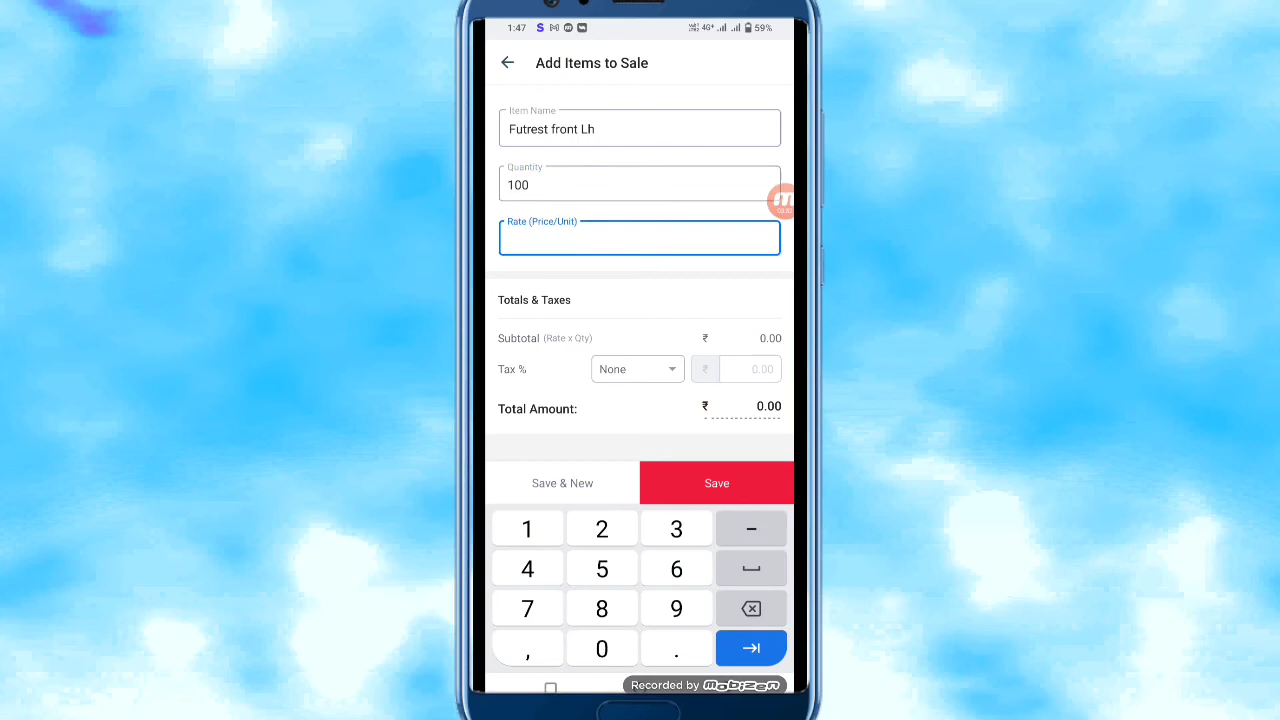 1:47 S M 4G+ 59%
Add Items to Sale
Item Name
Futrest front Lh
Quantity
100
Rate (Price/Unit)
Totals & Taxes
Subtotal (Rate x Qty) ₹ 0.00
Tax % None ₹ 0.00
Total Amount: ₹ 0.00
Save & New Save
1 2 3 −
4 5 6
7 8 9
, 0 .
Recorded by mobizen